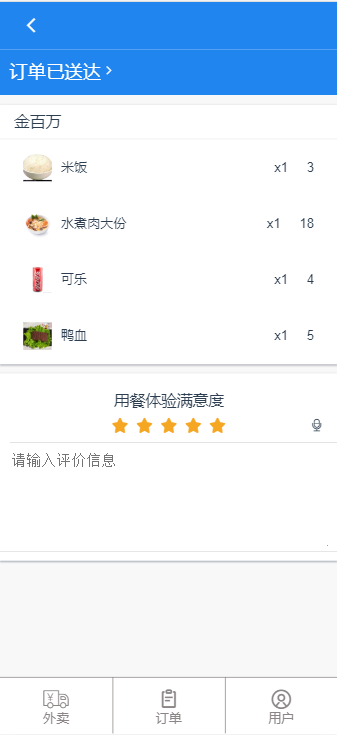 订单已送达
金百万
米饭 x1 3
水煮肉大份 x1 18
可乐 x1 4
鸭血 x1 5
用餐体验满意度
请输入评价信息
外卖 订单 用户